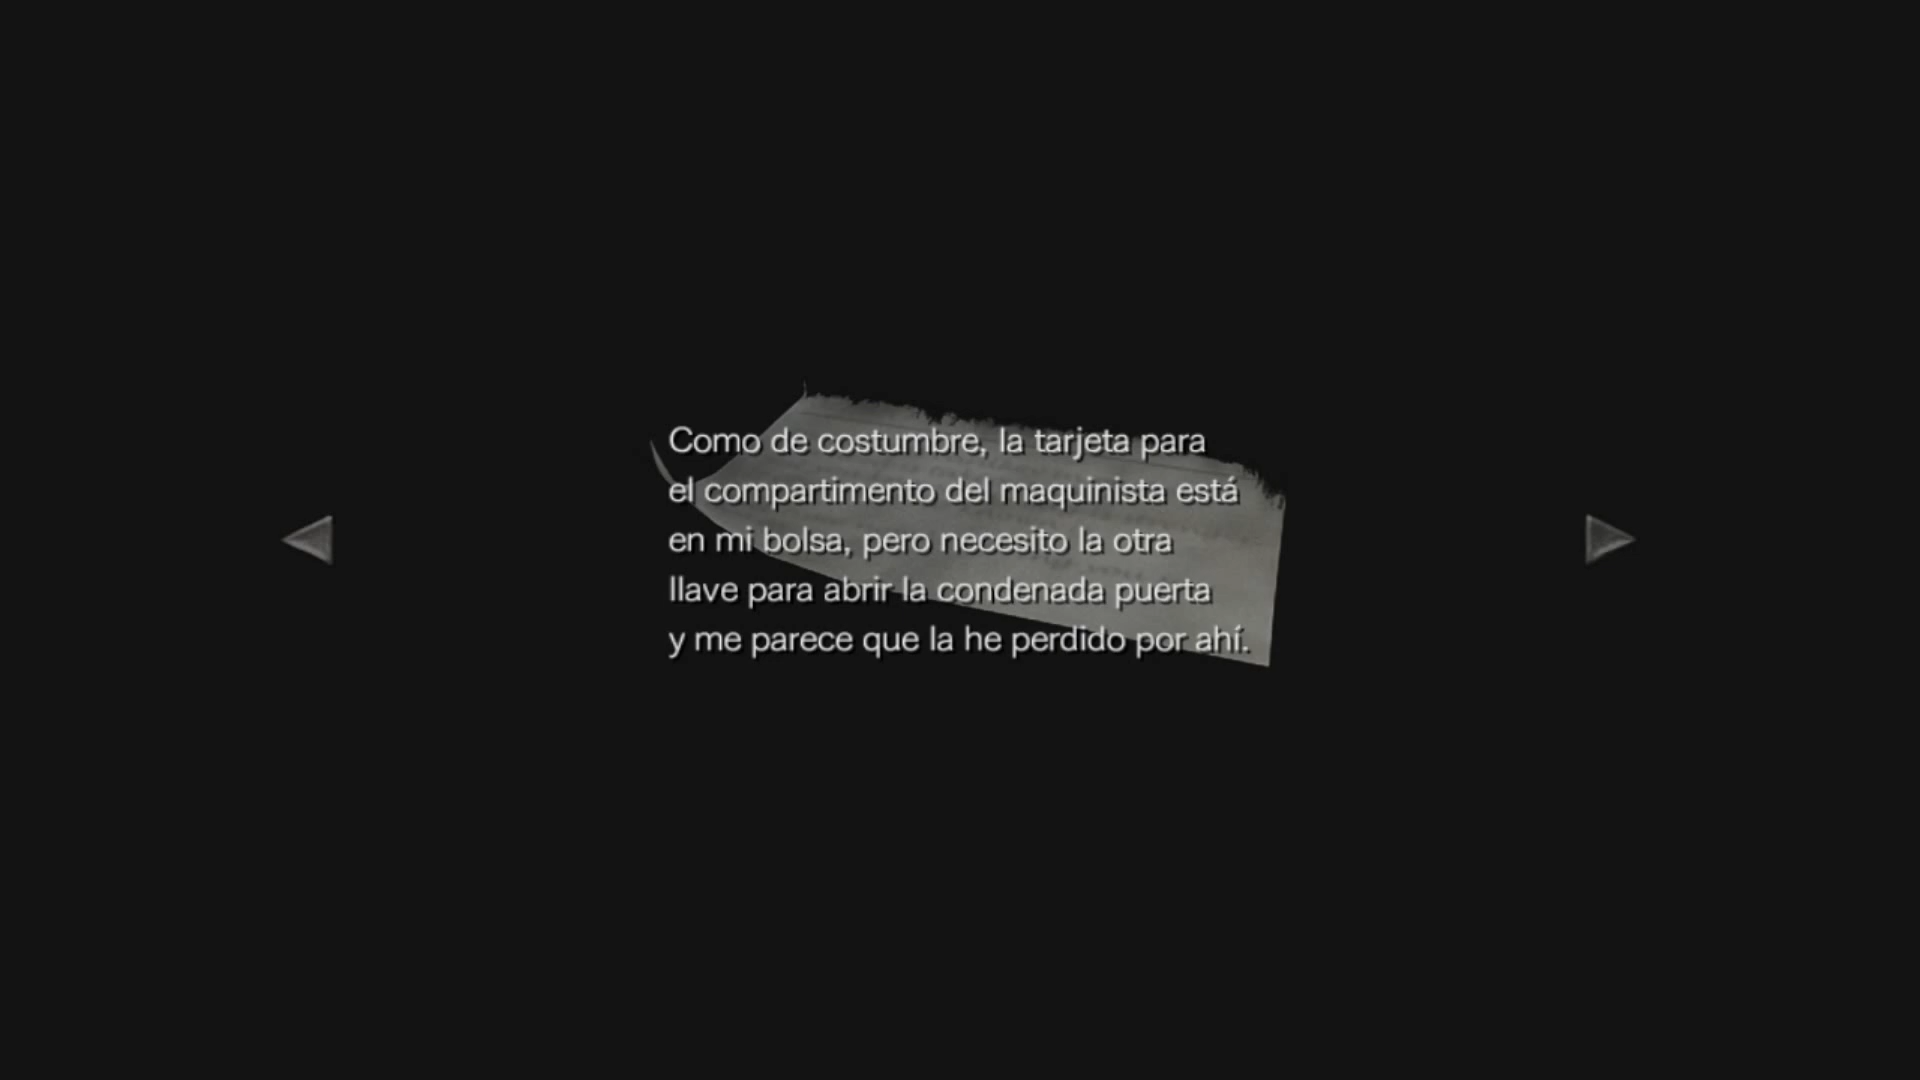 Como de costumbre, la tarjeta para
el compartimento del maquinista está
en mi bolsa, pero necesito la otra
llave para abrir la condenada puerta
y me parece que la he perdido por ahí.